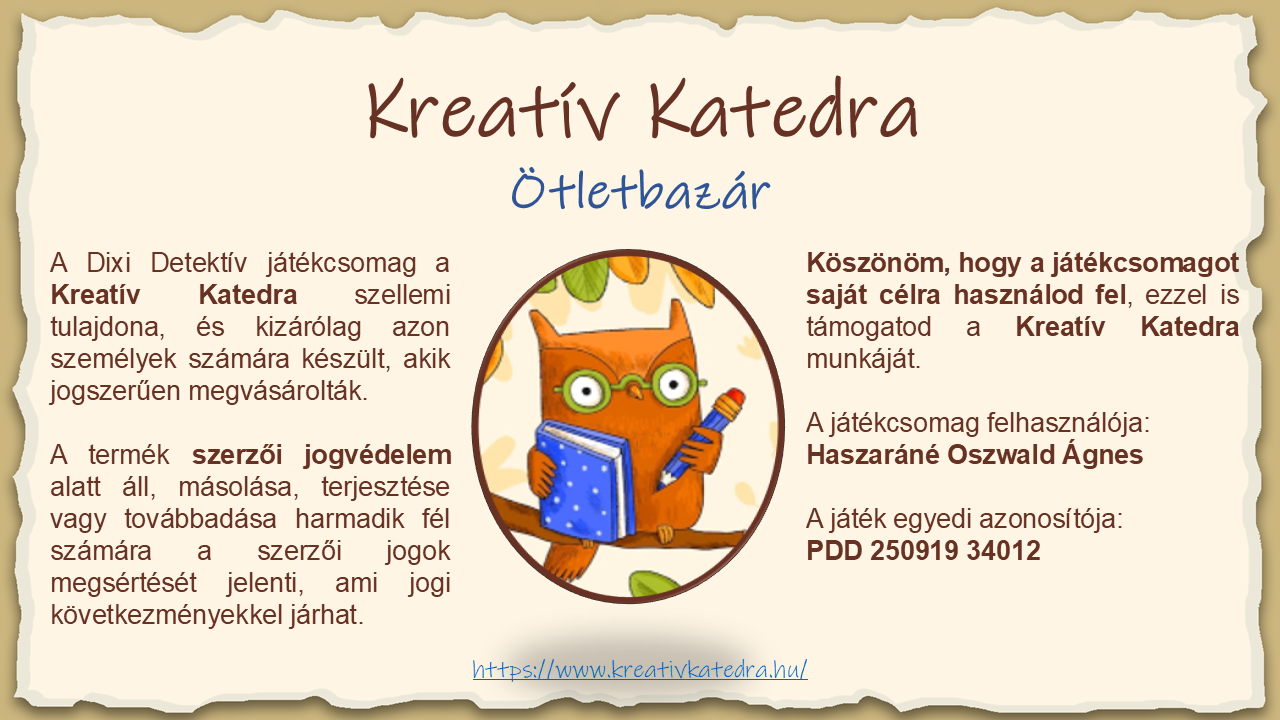 Kreatív Katedra
Ötletbazár
A Dixi Detektív játékcsomag a
Kreatív Katedra szellemi
tulajdona, és kizárólag azon
személyek számára készült, akik
jogszerűen megvásárolták.
A termék szerzői jogvédelem
alatt áll, másolása, terjesztése
vagy továbbadása harmadik fél
számára a szerzői jogok
megsértését jelenti, ami jogi
következményekkel járhat.
Köszönöm, hogy a játékcsomagot
saját célra használod fel, ezzel is
támogatod a Kreatív Katedra
munkáját.
A játékcsomag felhasználója:
Haszaráné Oszwald Ágnes
A játék egyedi azonosítója:
PDD 250919 34012
https://www.kreativkatedra.hu/